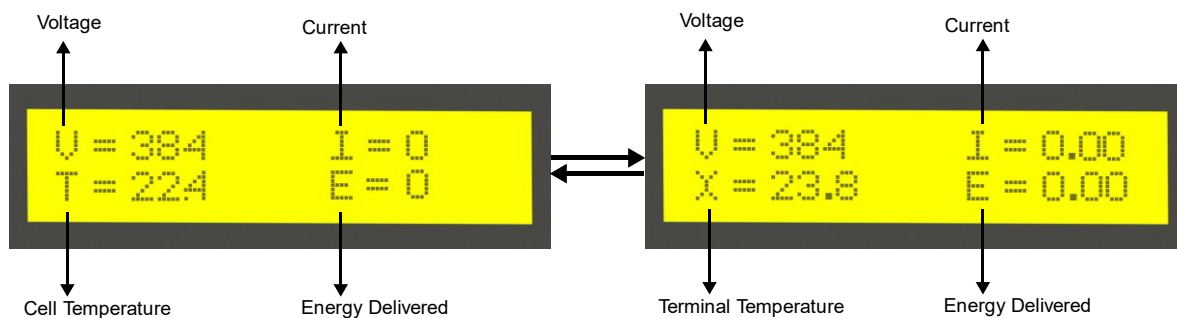 Voltage
Current
V = 384 I = 0
T = 22.4 E = 0
Cell Temperature
Energy Delivered
Voltage
Current
V = 384 I = 0.00
X = 23.8 E = 0.00
Terminal Temperature
Energy Delivered